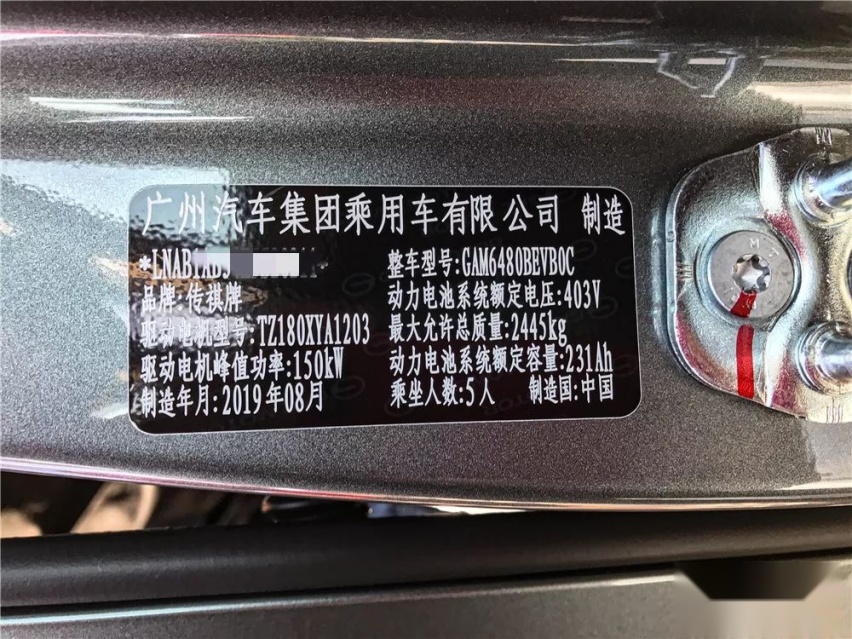 广州汽车集团乘用车有限公司 制造
整车型号:GAM6480BEVB0C
品牌:传祺牌 动力电池系统额定电压:403V
驱动电机型号:TZ180XYA1203 最大允许总质量:2445kg
驱动电机峰值功率:150kW 动力电池系统额定容量:231Ah
制造年月:2019年08月 乘坐人数:5人 制造国:中国